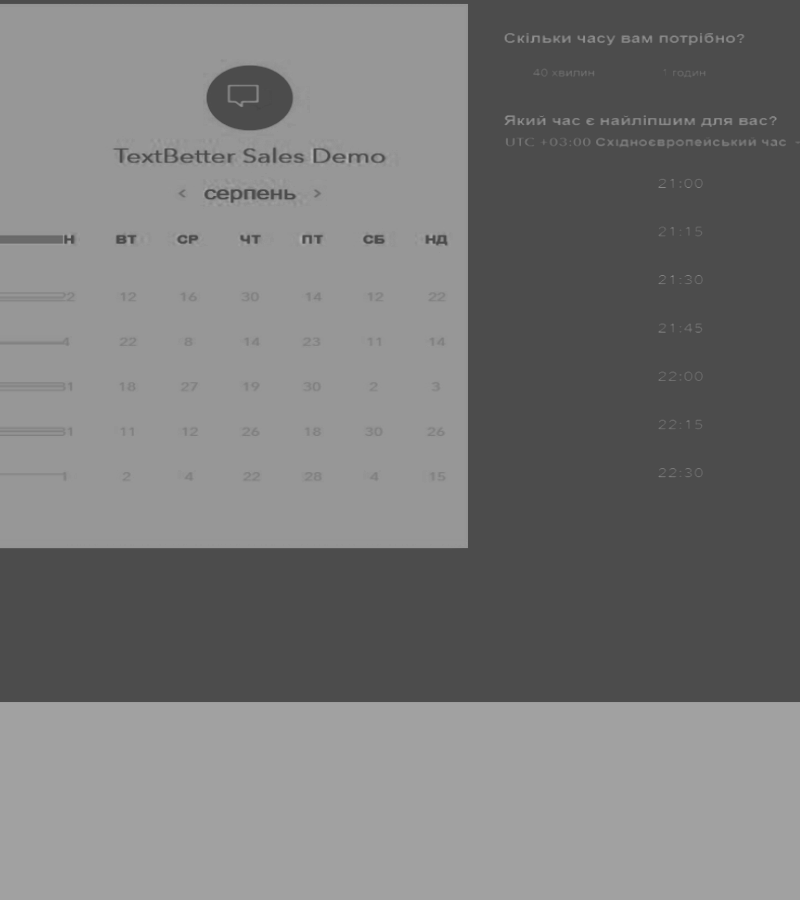 TextBetter Sales Demo
< серпень >
Н ВТ СР ЧТ ПТ СБ НД
22 12 16 30 14 12 22
4 22 8 14 23 11 14
31 18 27 19 30 2 3
31 11 12 26 18 30 26
1 2 4 22 28 4 15
Скільки часу вам потрібно?
40 хвилин 1 годин
Який час є найліпшим для вас?
UTC +03:00 Східноєвропейський час
21:00
21:15
21:30
21:45
22:00
22:15
22:30